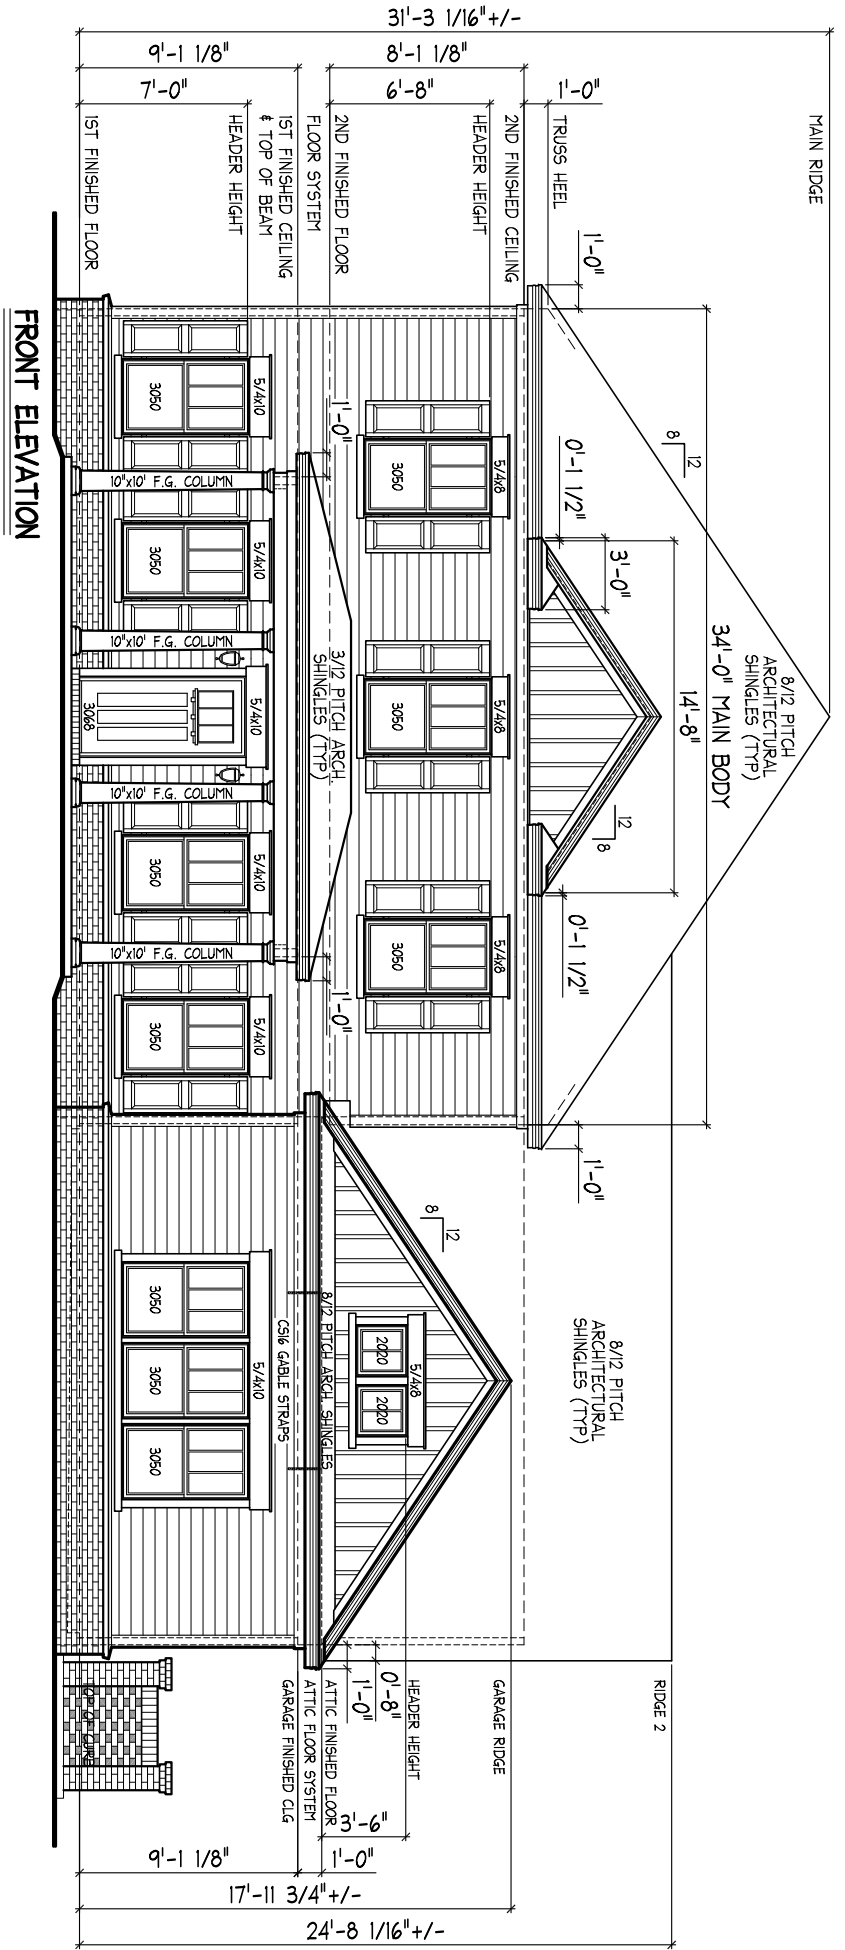 31'-3 1/16"+/-
9'-1 1/8"
8'-1 1/8"
7'-0"
6'-8"
1'-0"
MAIN RIDGE
TRUSS HEEL
2ND FINISHED CEILING
HEADER HEIGHT
2ND FINISHED FLOOR
FLOOR SYSTEM
1ST FINISHED CEILING
& TOP OF BEAM
HEADER HEIGHT
1ST FINISHED FLOOR
1'-0"
12
8
0'-1 1/2"
3'-0"
8/12 PITCH
ARCHITECTURAL
SHINGLES (TYP)
34'-0" MAIN BODY
14'-8"
12
8
0'-1 1/2"
1'-0"
5/4x8
3050
5/4x8
3050
5/4x8
3050
1'-0"
3/12 PITCH ARCH.
SHINGLES (TYP)
1'-0"
5/4x10
3050
10"x10' F.G. COLUMN
5/4x10
3050
10"x10' F.G. COLUMN
5/4x10
3068
10"x10' F.G. COLUMN
5/4x10
3050
10"x10' F.G. COLUMN
5/4x10
3050
12
8
8/12 PITCH
ARCHITECTURAL
SHINGLES (TYP)
5/4x8
2020
2020
8/12 PITCH ARCH. SHINGLES
CS16 GABLE STRAPS
5/4x10
3050
3050
3050
RIDGE 2
GARAGE RIDGE
HEADER HEIGHT
0'-8"
1'-0"
ATTIC FINISHED FLOOR
ATTIC FLOOR SYSTEM
GARAGE FINISHED CLG
TOP OF CURB
3'-6"
1'-0"
9'-1 1/8"
17'-11 3/4"+/-
24'-8 1/16"+/-
FRONT ELEVATION